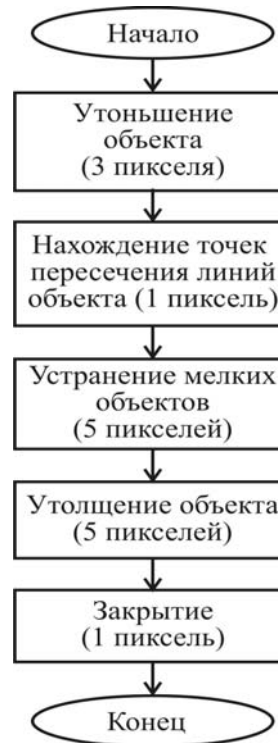 Начало
Утоньшение
объекта
(3 пикселя)
Нахождение точек
пересечения линий
объекта (1 пиксель)
Устранение мелких
объектов
(5 пикселей)
Утолщение объекта
(5 пикселей)
Закрытие
(1 пиксель)
Конец